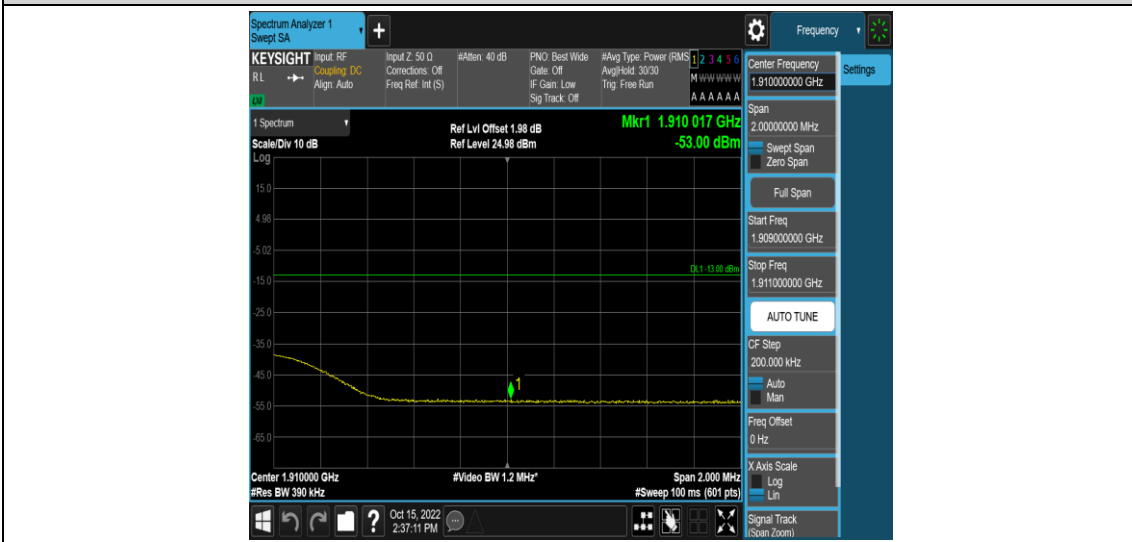 Spectrum Analyzer 1
Swept SA
+
Frequency
KEYSIGHT
RL
LXI
Input: RF
Coupling: DC
Align: Auto
Input Z: 50 Ω
Corrections: Off
Freq Ref: Int (S)
#Atten: 40 dB
PNO: Best Wide
Gate: Off
IF Gain: Low
Sig Track: Off
#Avg Type: Power (RMS
Avg|Hold: 30/30
Trig: Free Run
1 2 3 4 5 6
M W W W W W
A A A A A A
1 Spectrum
Scale/Div 10 dB
Log
Ref Lvl Offset 1.98 dB
Ref Level 24.98 dBm
Mkr1 1.910 017 GHz
-53.00 dBm
15.0
4.98
-5.02
DL1 -13.00 dBm
-15.0
-25.0
-35.0
-45.0
1
-55.0
-65.0
Center 1.910000 GHz
#Res BW 390 kHz
#Video BW 1.2 MHz*
Span 2.000 MHz
#Sweep 100 ms (601 pts)
Oct 15, 2022
2:37:11 PM
?
Center Frequency
1.910000000 GHz
Settings
Span
2.00000000 MHz
Swept Span
Zero Span
Full Span
Start Freq
1.909000000 GHz
Stop Freq
1.911000000 GHz
AUTO TUNE
CF Step
200.000 kHz
Auto
Man
Freq Offset
0 Hz
X Axis Scale
Log
Lin
Signal Track
(Span Zoom)